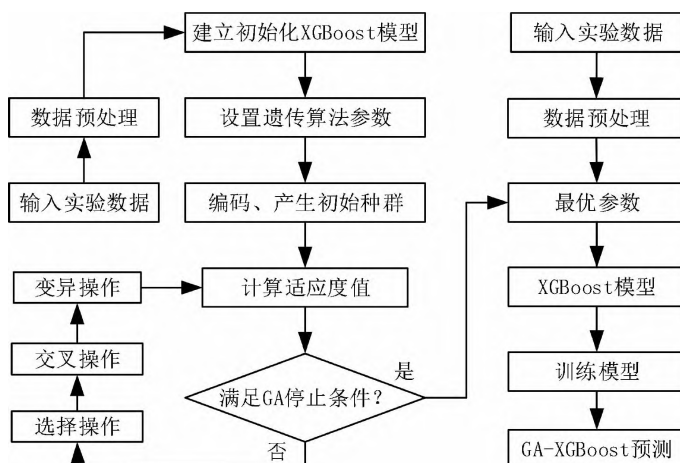 建立初始化XGBoost模型
输入实验数据
数据预处理
设置遗传算法参数
数据预处理
输入实验数据
编码、产生初始种群
最优参数
变异操作
计算适应度值
XGBoost模型
交叉操作
满足GA停止条件?
是
训练模型
选择操作
否
GA-XGBoost预测